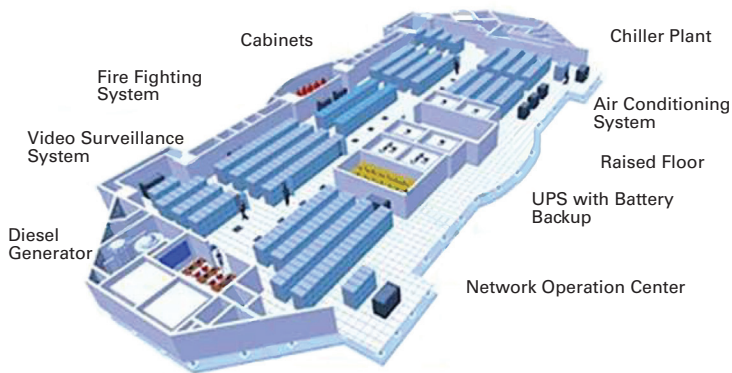 Cabinets
Chiller Plant
Fire Fighting
System
Air Conditioning
System
Video Surveillance
System
Raised Floor
UPS with Battery
Backup
Diesel
Generator
Network Operation Center